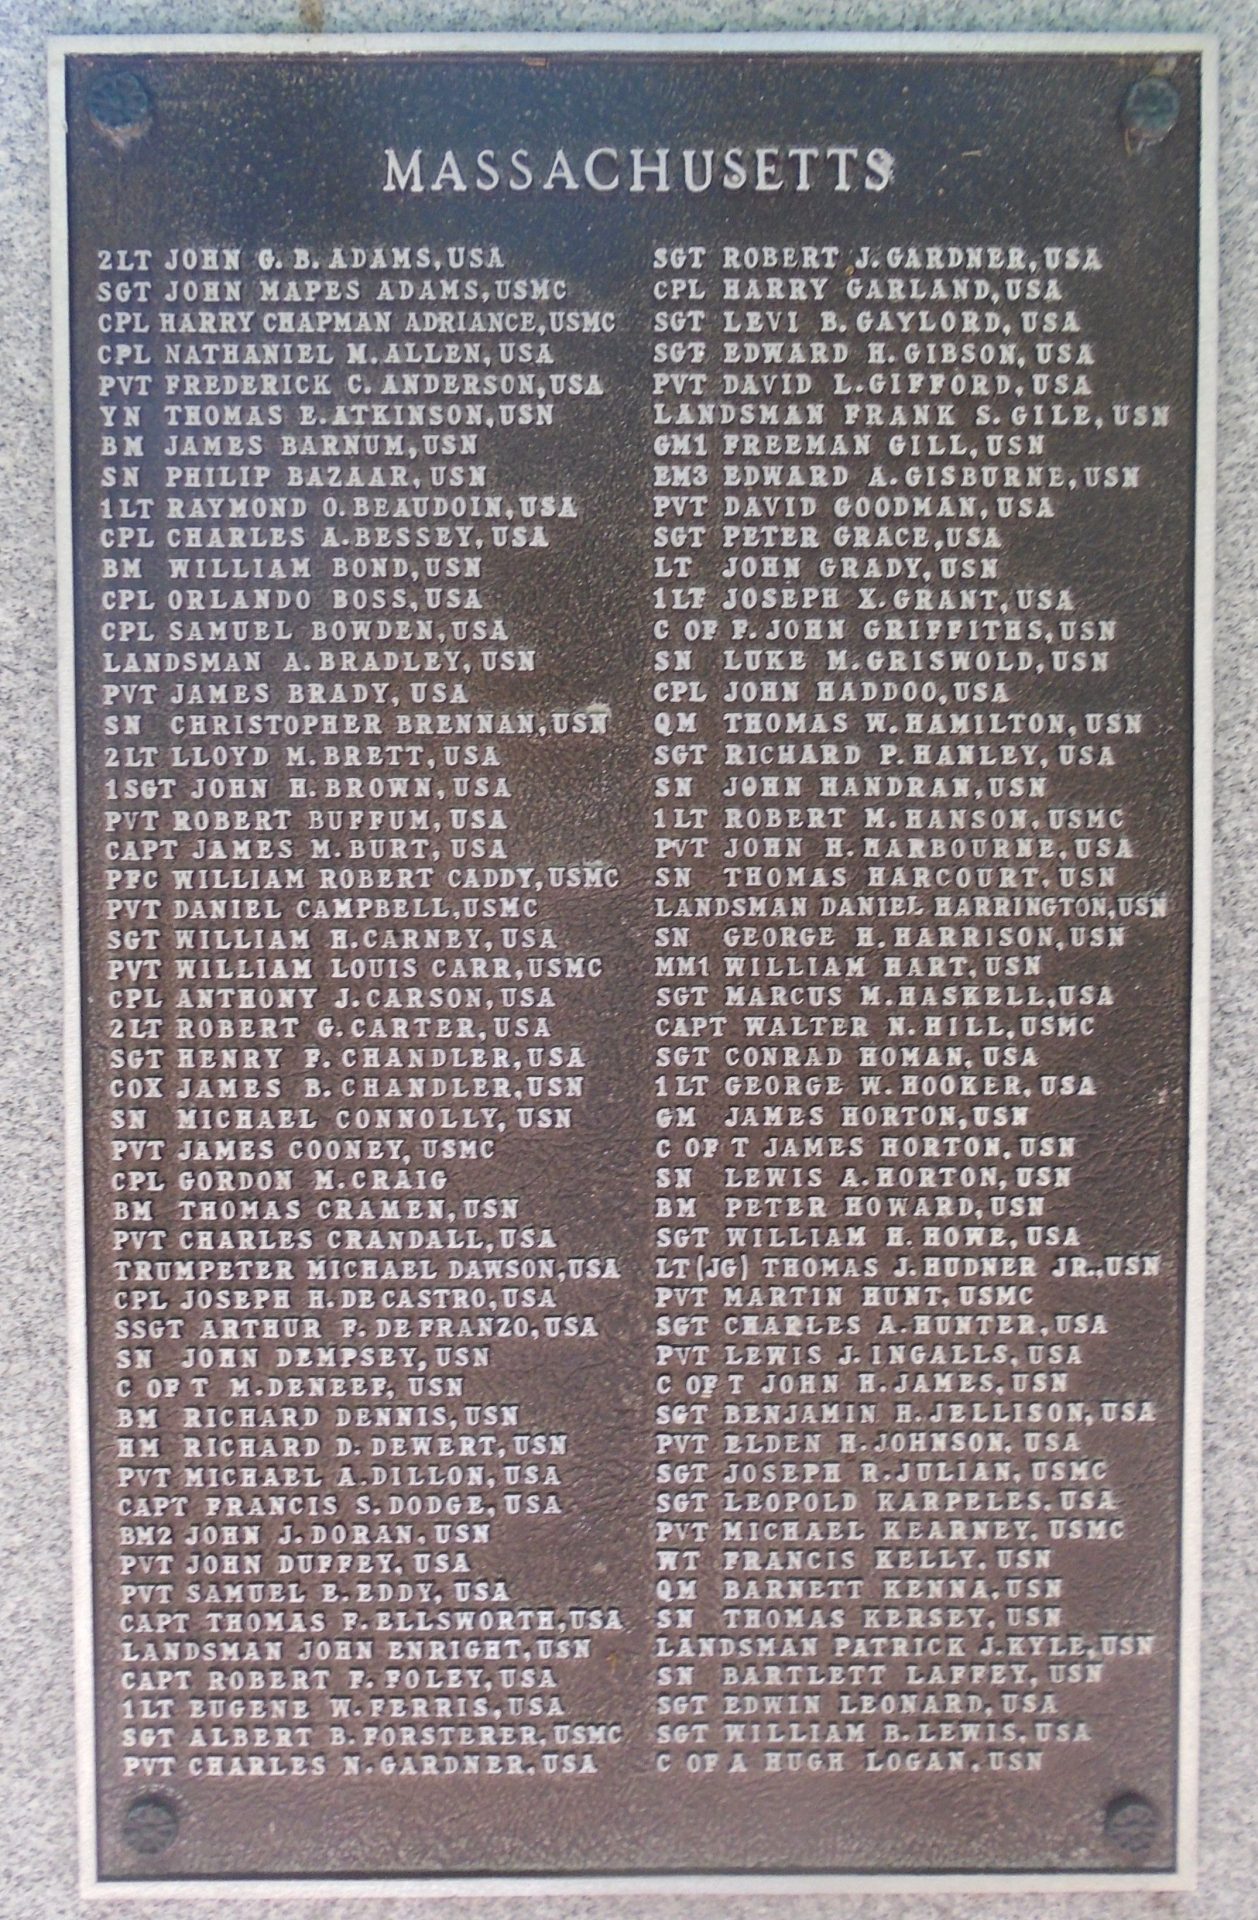 MASSACHUSETTS
2LT JOHN G. B. ADAMS, USA
SGT JOHN MAPES ADAMS, USMC
CPL HARRY CHAPMAN ADRIANCE, USMC
CPL NATHANIEL M. ALLEN, USA
PVT FREDERICK C. ANDERSON, USA
YN THOMAS E. ATKINSON, USN
BM JAMES BARNUM, USN
SN PHILIP BAZAAR, USN
1LT RAYMOND O. BEAUDOIN, USA
CPL CHARLES A. BESSEY, USA
BM WILLIAM BOND, USN
CPL ORLANDO BOSS, USA
CPL SAMUEL BOWDEN, USA
LANDSMAN A. BRADLEY, USN
PVT JAMES BRADY, USA
SN CHRISTOPHER BRENNAN, USN
2LT LLOYD M. BRETT, USA
1SGT JOHN H. BROWN, USA
PVT ROBERT BUFFUM, USA
CAPT JAMES M. BURT, USA
PFC WILLIAM ROBERT CADDY, USMC
PVT DANIEL CAMPBELL, USMC
SGT WILLIAM H. CARNEY, USA
PVT WILLIAM LOUIS CARR, USMC
CPL ANTHONY J. CARSON, USA
2LT ROBERT G. CARTER, USA
SGT HENRY F. CHANDLER, USA
COX JAMES B. CHANDLER, USN
SN MICHAEL CONNOLLY, USN
PVT JAMES COONEY, USMC
CPL GORDON M. CRAIG
BM THOMAS CRAMEN, USN
PVT CHARLES CRANDALL, USA
TRUMPETER MICHAEL DAWSON, USA
CPL JOSEPH H. DE CASTRO, USA
SSGT ARTHUR F. DE FRANZO, USA
SN JOHN DEMPSEY, USN
C OF T M. DENEEF, USN
BM RICHARD DENNIS, USN
HM RICHARD D. DEWERT, USN
PVT MICHAEL A. DILLON, USA
CAPT FRANCIS S. DODGE, USA
BM2 JOHN J. DORAN, USN
PVT JOHN DUFFEY, USA
PVT SAMUEL E. EDDY, USA
CAPT THOMAS F. ELLSWORTH, USA
LANDSMAN JOHN ENRIGHT, USN
CAPT ROBERT F. FOLEY, USA
1LT EUGENE W. FERRIS, USA
SGT ALBERT B. FORSTERER, USMC
PVT CHARLES N. GARDNER, USA
SGT ROBERT J. GARDNER, USA
CPL HARRY GARLAND, USA
SGT LEVI B. GAYLORD, USA
SGT EDWARD H. GIBSON, USA
PVT DAVID L. GIFFORD, USA
LANDSMAN FRANK S. GILE, USN
GM1 FREEMAN GILL, USN
EM3 EDWARD A. GISBURNE, USN
PVT DAVID GOODMAN, USA
SGT PETER GRACE, USA
LT JOHN GRADY, USN
1LT JOSEPH X. GRANT, USA
C OF F. JOHN GRIFFITHS, USN
SN LUKE M. GRISWOLD, USN
CPL JOHN HADDOO, USA
QM THOMAS W. HAMILTON, USN
SGT RICHARD P. HANLEY, USA
SN JOHN HANDRAN, USN
1LT ROBERT M. HANSON, USMC
PVT JOHN H. HARBOURNE, USA
SN THOMAS HARCOURT, USN
LANDSMAN DANIEL HARRINGTON, USN
SN GEORGE H. HARRISON, USN
MM1 WILLIAM HART, USN
SGT MARCUS M. HASKELL, USA
CAPT WALTER N. HILL, USMC
SGT CONRAD HOMAN, USA
1LT GEORGE W. HOOKER, USA
GM JAMES HORTON, USN
C OF T JAMES HORTON, USN
SN LEWIS A. HORTON, USN
BM PETER HOWARD, USN
SGT WILLIAM H. HOWE, USA
LT (JG) THOMAS J. HUDNER JR., USN
PVT MARTIN HUNT, USMC
SGT CHARLES A. HUNTER, USA
PVT LEWIS J. INGALLS, USA
C OF T JOHN H. JAMES, USN
SGT BENJAMIN H. JELLISON, USA
PVT ELDEN H. JOHNSON, USA
SGT JOSEPH R. JULIAN, USMC
SGT LEOPOLD KARPELES, USA
PVT MICHAEL KEARNEY, USMC
WT FRANCIS KELLY, USN
QM BARNETT KENNA, USN
SN THOMAS KERSEY, USN
LANDSMAN PATRICK J. KYLE, USN
SN BARTLETT LAFFEY, USN
SGT EDWIN LEONARD, USA
SGT WILLIAM B. LEWIS, USA
C OF A HUGH LOGAN, USN